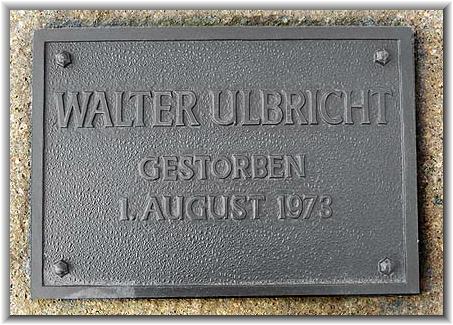 WALTER ULBRICHT
GESTORBEN
1. AUGUST 1973